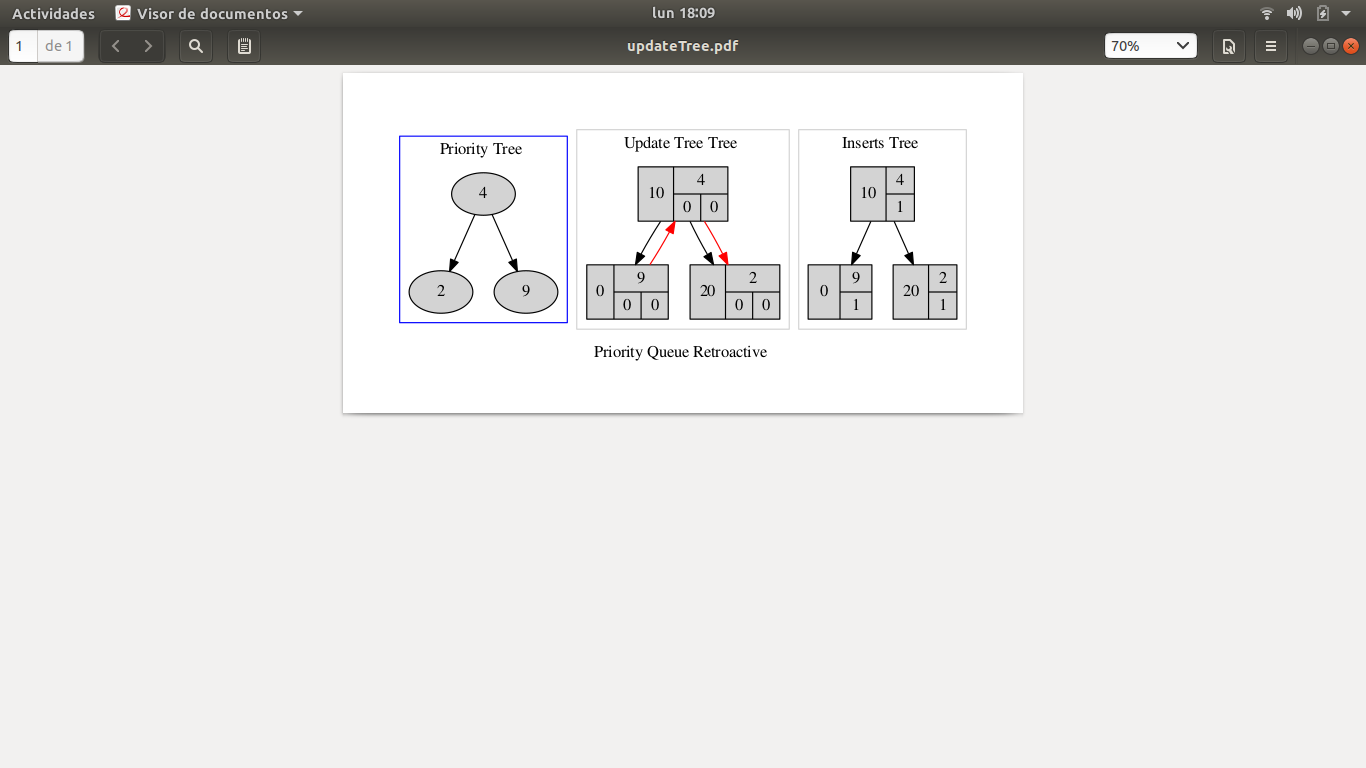 Actividades Visor de documentos lun 18:09
1 de 1 updateTree.pdf 70%
Priority Tree
4
2 9
Update Tree Tree
10 4
0 0
0 9
0 0
20 2
0 0
Inserts Tree
10 4
1
0 9
1
20 2
1
Priority Queue Retroactive